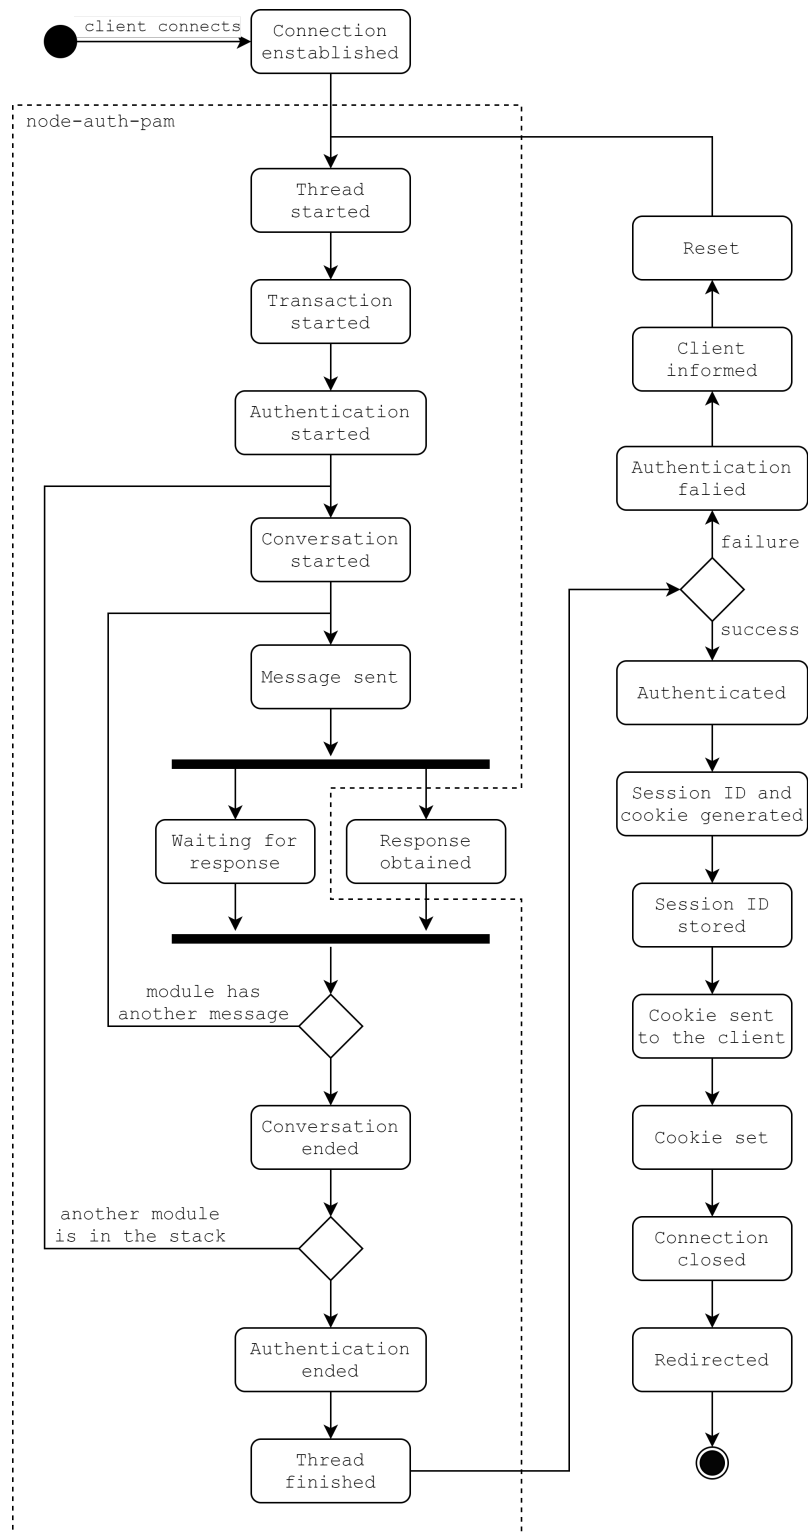 client connects
Connection
enstablished
node-auth-pam
Thread
started
Transaction
started
Authentication
started
Conversation
started
Message sent
Waiting for
response
Response
obtained
module has
another message
Conversation
ended
another module
is in the stack
Authentication
ended
Thread
finished
Reset
Client
informed
Authentication
falied
failure
success
Authenticated
Session ID and
cookie generated
Session ID
stored
Cookie sent
to the client
Cookie set
Connection
closed
Redirected